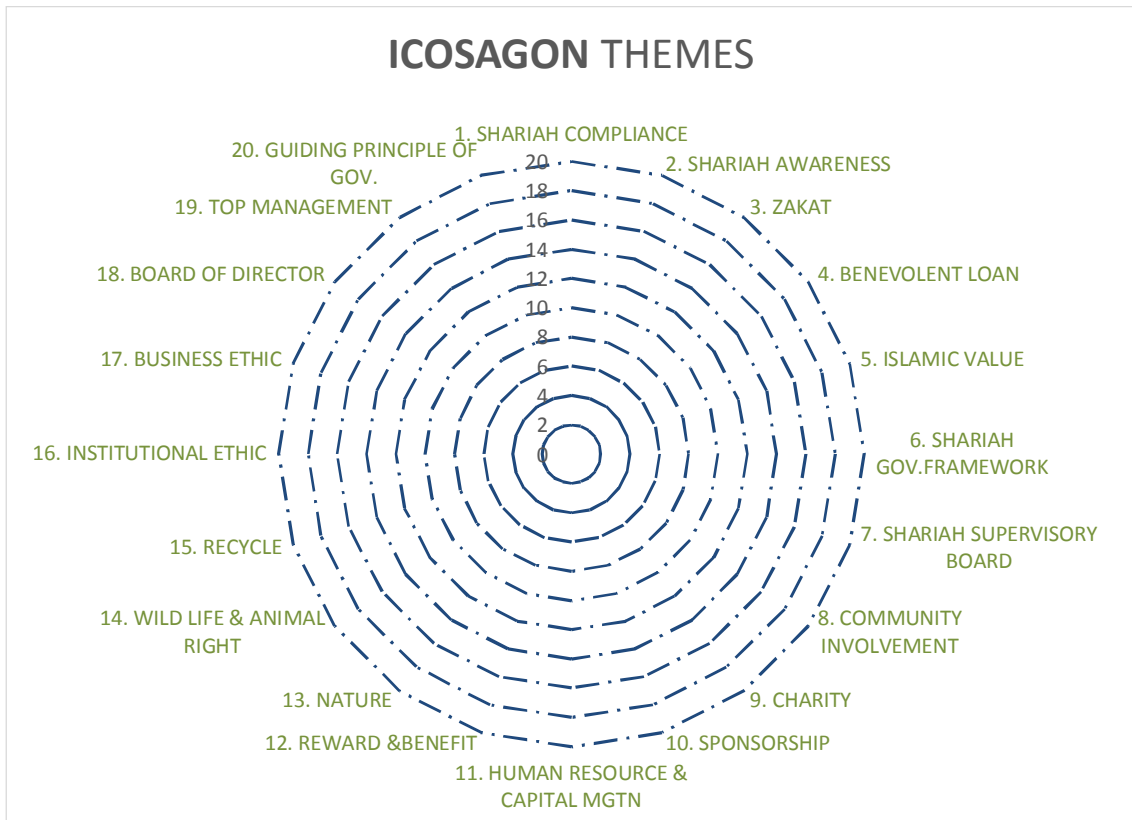 ICOSAGON THEMES
1. SHARIAH COMPLIANCE
2. SHARIAH AWARENESS
3. ZAKAT
4. BENEVOLENT LOAN
5. ISLAMIC VALUE
6. SHARIAH
GOV.FRAMEWORK
7. SHARIAH SUPERVISORY
BOARD
8. COMMUNITY
INVOLVEMENT
9. CHARITY
10. SPONSORSHIP
11. HUMAN RESOURCE &
CAPITAL MGTN
12. REWARD &BENEFIT
13. NATURE
14. WILD LIFE & ANIMAL
RIGHT
15. RECYCLE
16. INSTITUTIONAL ETHIC
17. BUSINESS ETHIC
18. BOARD OF DIRECTOR
19. TOP MANAGEMENT
20. GUIDING PRINCIPLE OF
GOV.
20
18
16
14
12
10
8
6
4
2
0